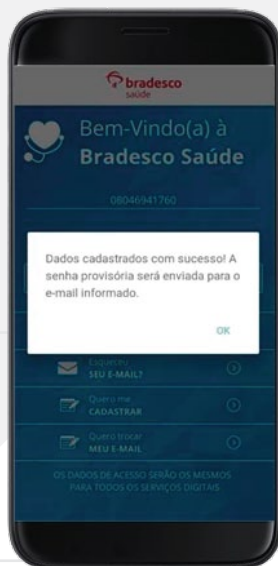 bradesco
saúde
Bem-Vindo(a) à
Bradesco Saúde
08046941760
Dados cadastrados com sucesso! A
senha provisória será enviada para o
e-mail informado.
OK
Esqueceu
SEU E-MAIL?
Quero me
CADASTRAR
Quero trocar
MEU E-MAIL
OS DADOS DE ACESSO SERÃO OS MESMOS
PARA TODOS OS SERVIÇOS DIGITAIS